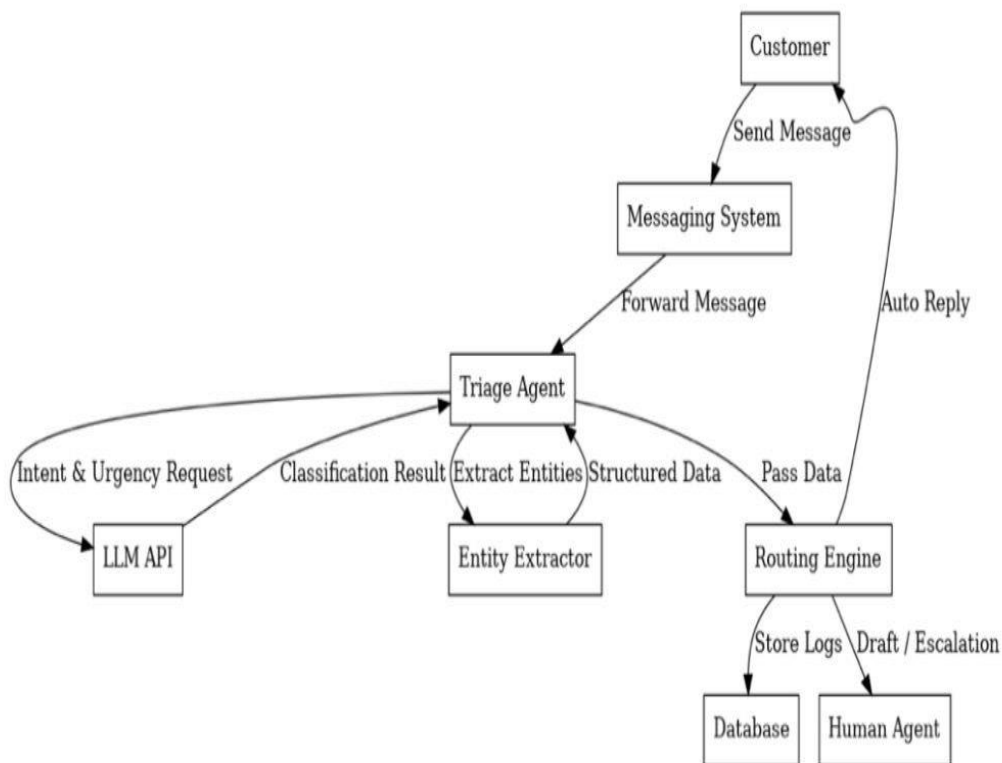 Customer
Send Message
Messaging System
Forward Message
Auto Reply
Triage Agent
Intent & Urgency Request
Classification Result
Extract Entities
Structured Data
Pass Data
LLM API
Entity Extractor
Routing Engine
Store Logs
Draft / Escalation
Database
Human Agent